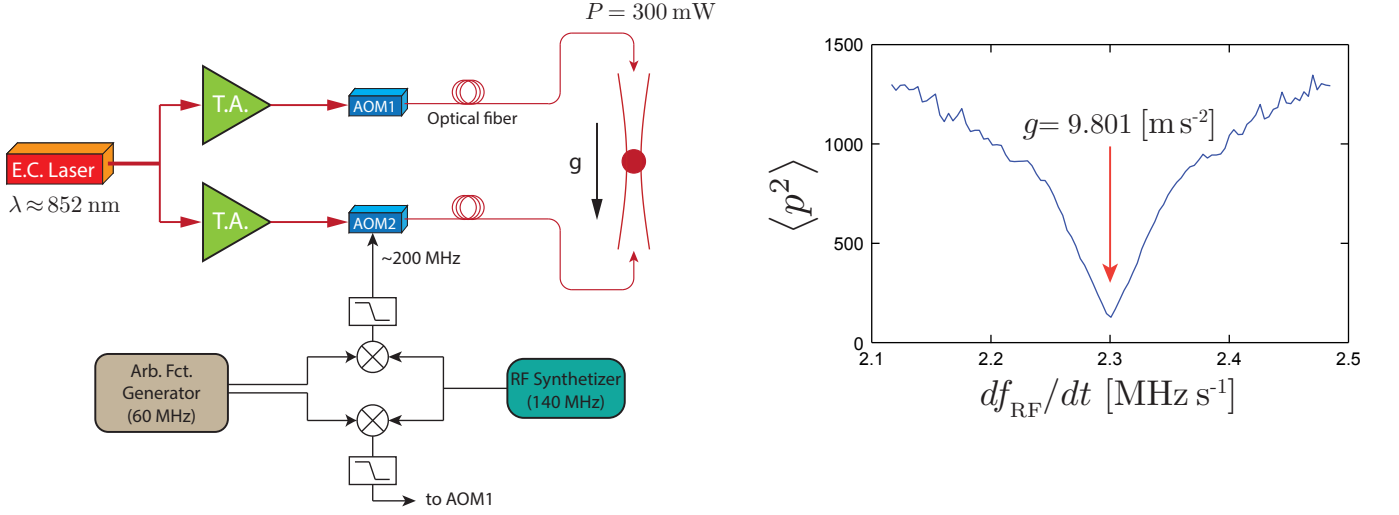 P = 300 mW
T.A.
AOM1
Optical fiber
E.C. Laser
λ ≈ 852 nm
g
T.A.
AOM2
~200 MHz
Arb. Fct.
Generator
(60 MHz)
RF Synthetizer
(140 MHz)
to AOM1
1500
1000
500
0
⟨p²⟩
g= 9.801 [m s⁻²]
2.1 2.2 2.3 2.4 2.5
df_RF/dt [MHz s⁻¹]